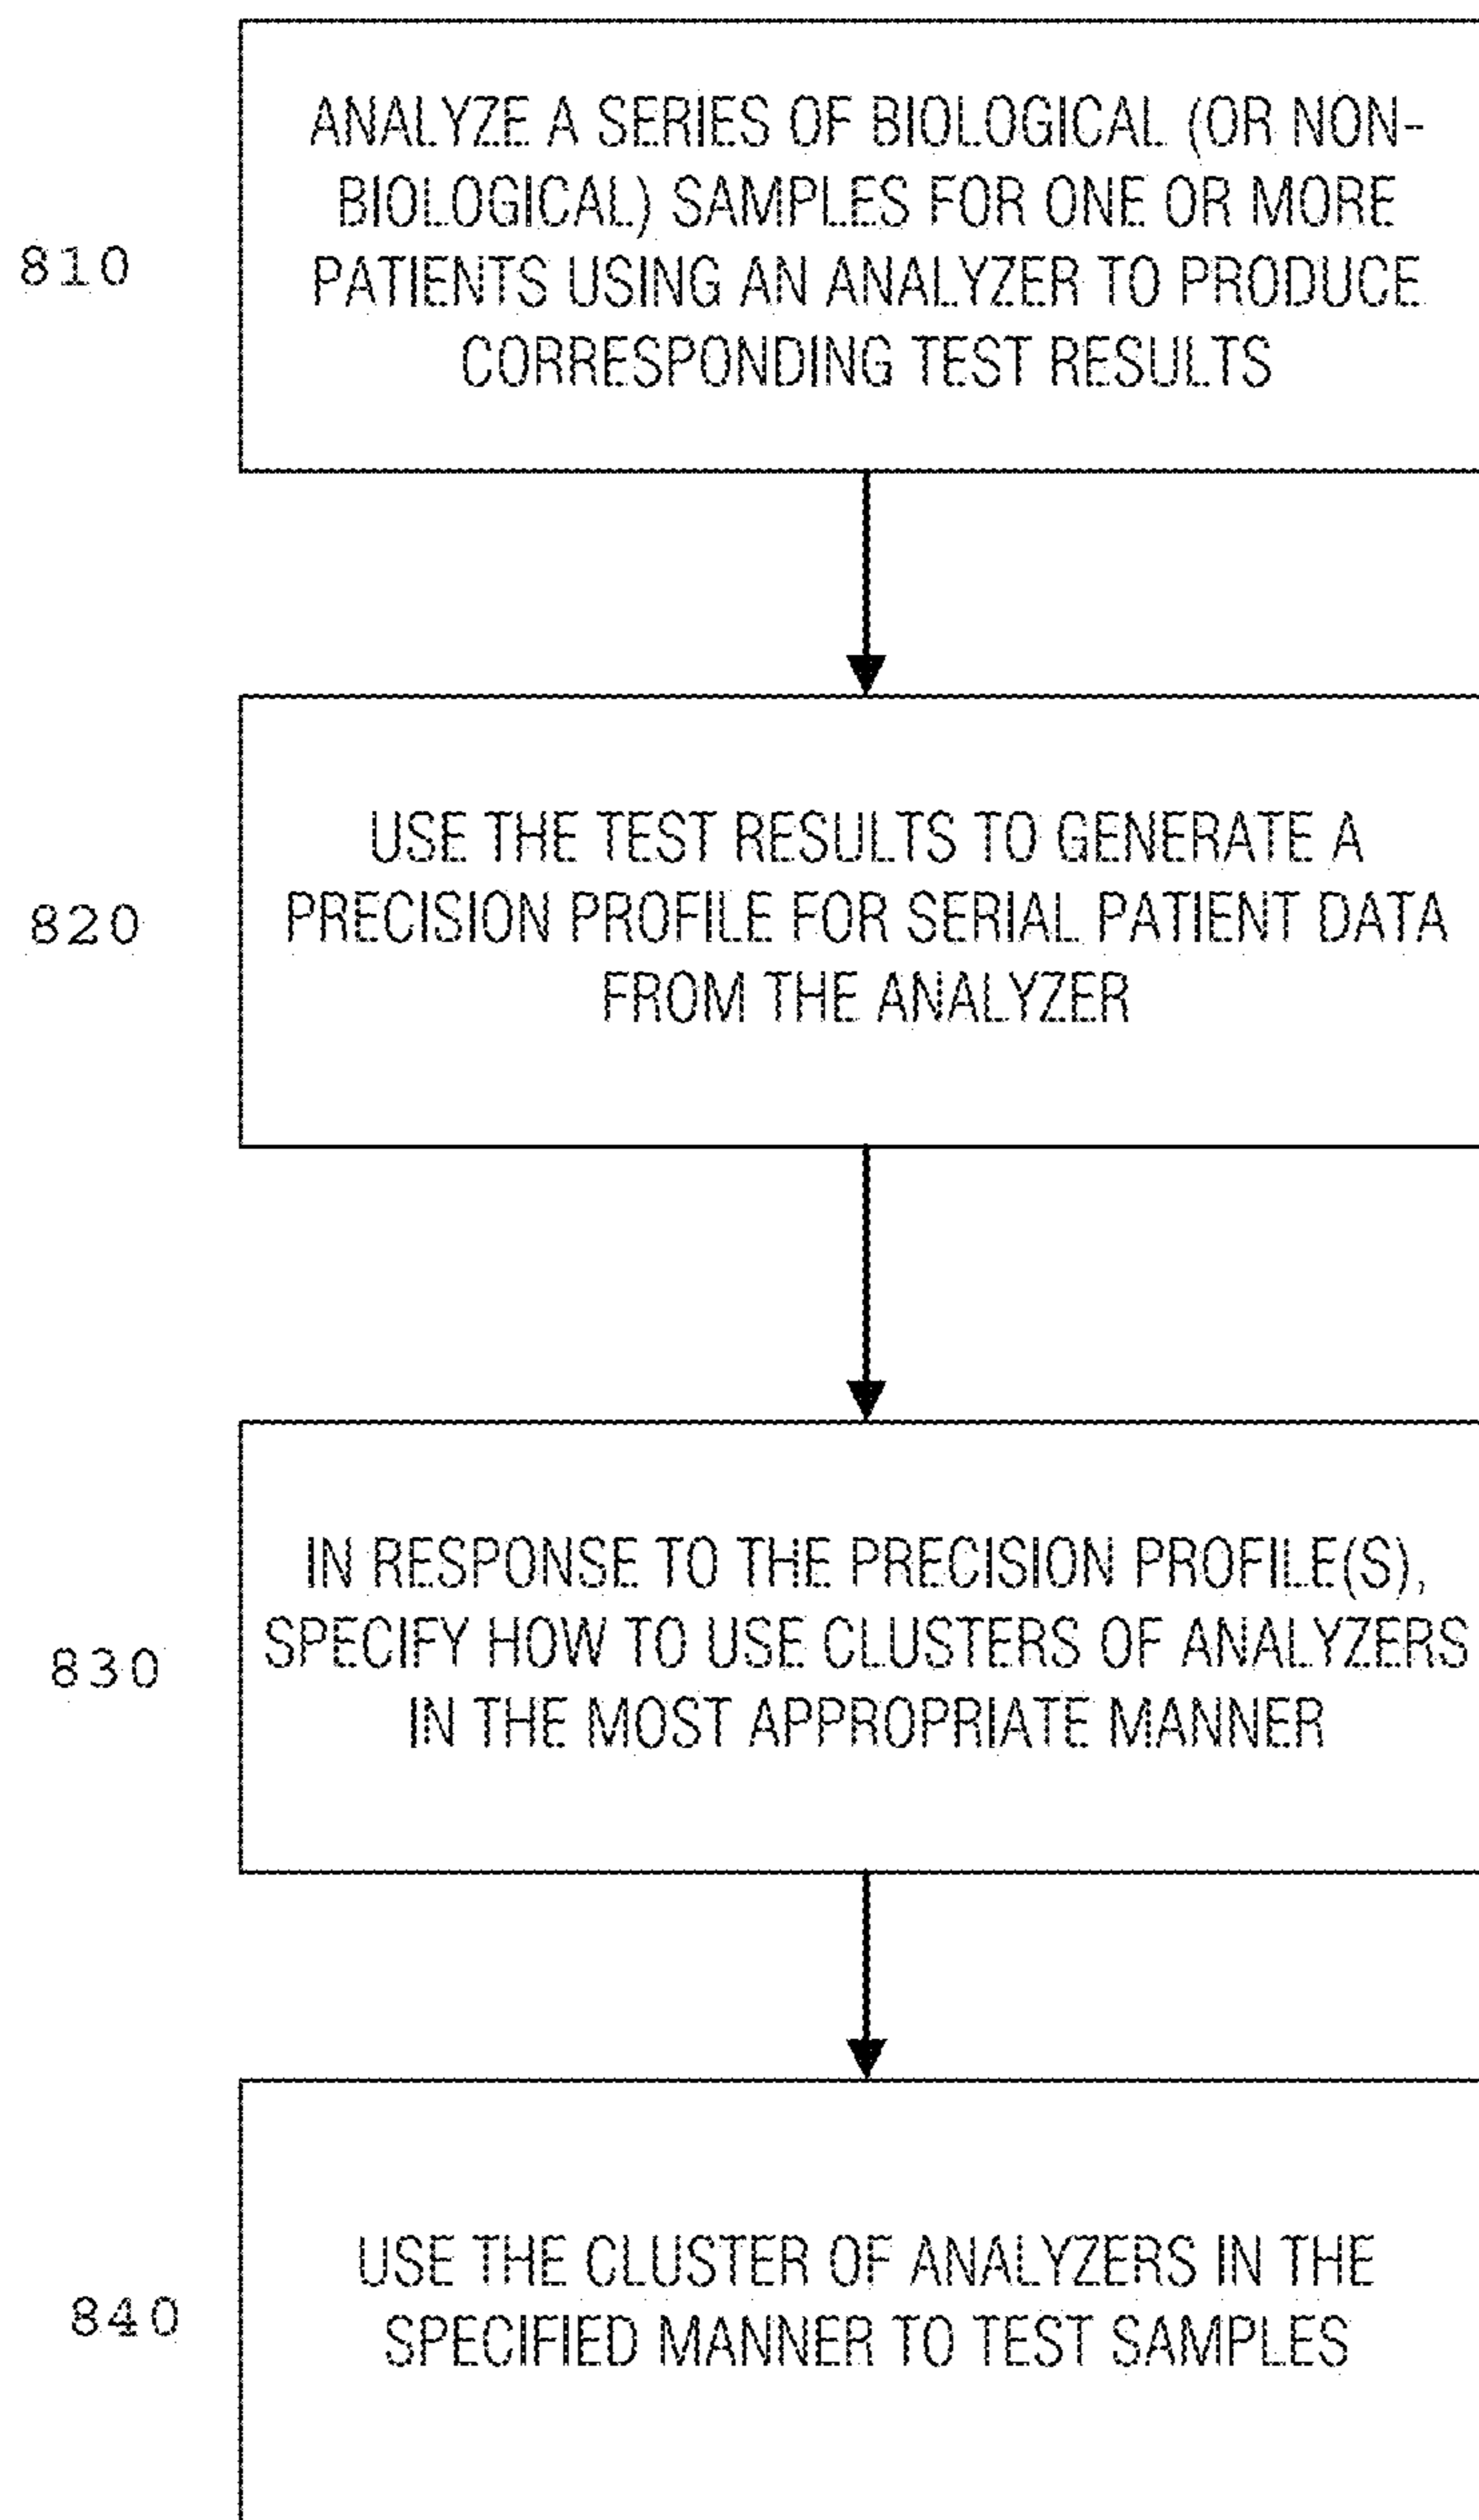 810
ANALYZE A SERIES OF BIOLOGICAL (OR NON-
BIOLOGICAL) SAMPLES FOR ONE OR MORE
PATIENTS USING AN ANALYZER TO PRODUCE
CORRESPONDING TEST RESULTS
820
USE THE TEST RESULTS TO GENERATE A
PRECISION PROFILE FOR SERIAL PATIENT DATA
FROM THE ANALYZER
830
IN RESPONSE TO THE PRECISION PROFILE(S),
SPECIFY HOW TO USE CLUSTERS OF ANALYZERS
IN THE MOST APPROPRIATE MANNER
840
USE THE CLUSTER OF ANALYZERS IN THE
SPECIFIED MANNER TO TEST SAMPLES